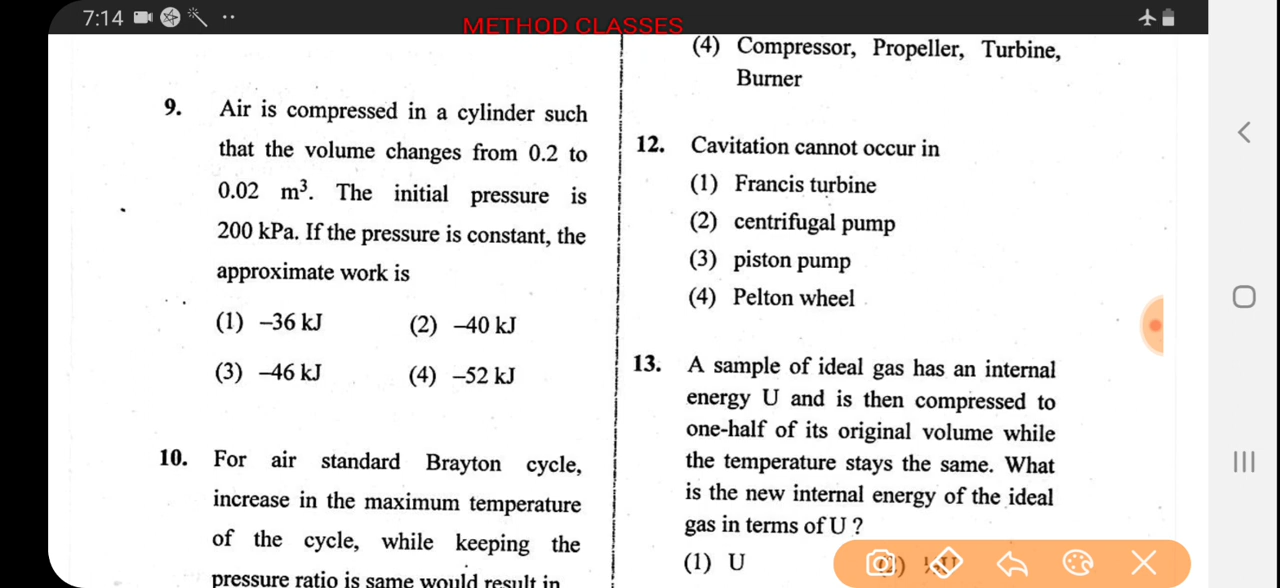 7:14
METHOD CLASSES
9. Air is compressed in a cylinder such
that the volume changes from 0.2 to
0.02 m³. The initial pressure is
200 kPa. If the pressure is constant, the
approximate work is
(1) –36 kJ (2) –40 kJ
(3) –46 kJ (4) –52 kJ
10. For air standard Brayton cycle,
increase in the maximum temperature
of the cycle, while keeping the
pressure ratio is same would result in
(4) Compressor, Propeller, Turbine,
Burner
12. Cavitation cannot occur in
(1) Francis turbine
(2) centrifugal pump
(3) piston pump
(4) Pelton wheel
13. A sample of ideal gas has an internal
energy U and is then compressed to
one-half of its original volume while
the temperature stays the same. What
is the new internal energy of the ideal
gas in terms of U ?
(1) U